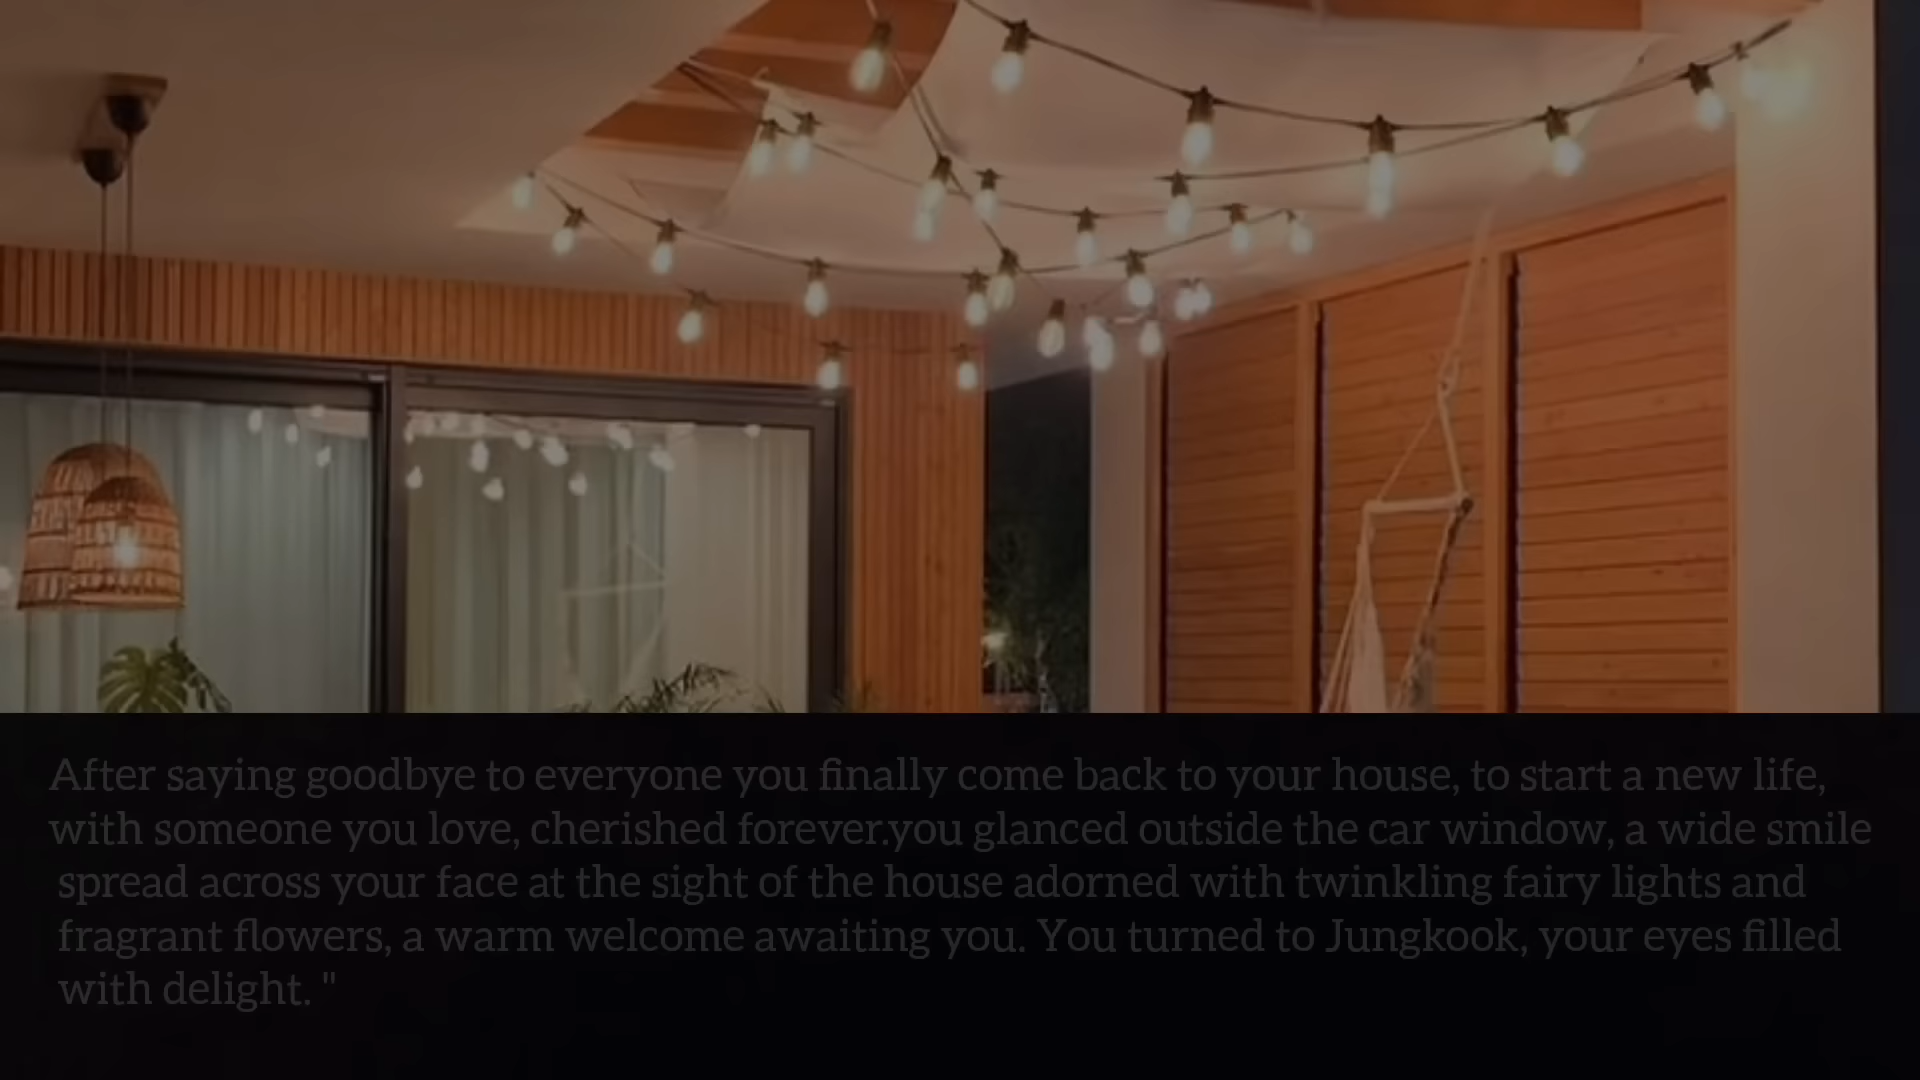 After saying goodbye to everyone you finally come back to your house, to start a new life,
with someone you love, cherished forever.you glanced outside the car window, a wide smile
spread across your face at the sight of the house adorned with twinkling fairy lights and
fragrant flowers, a warm welcome awaiting you. You turned to Jungkook, your eyes filled
with delight. "